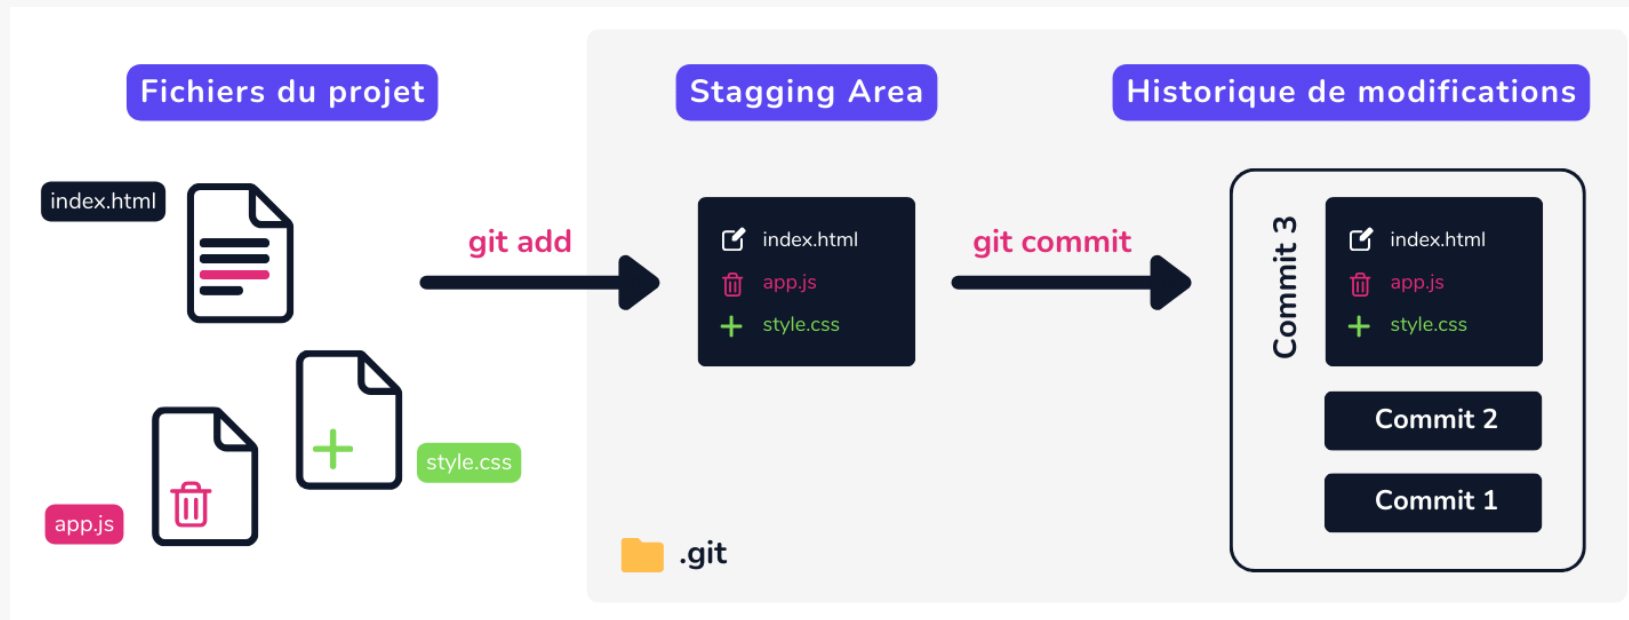 Fichiers du projet
Stagging Area
Historique de modifications
index.html
git add
index.html
app.js
style.css
git commit
Commit 3
index.html
app.js
style.css
Commit 2
Commit 1
style.css
app.js
.git